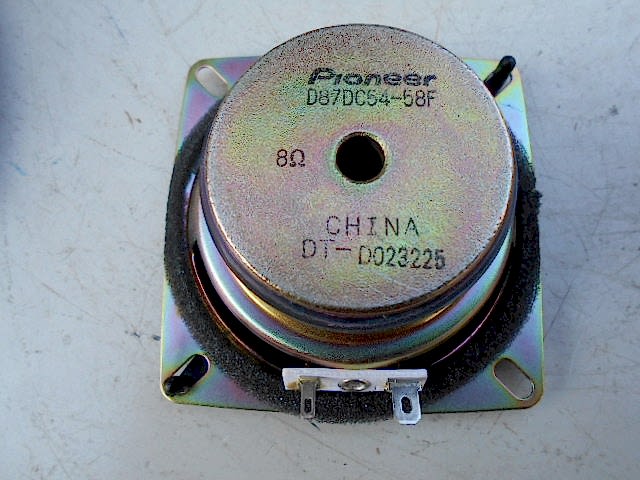 Pioneer
D87DC54-58F
8Ω
CHINA
DT-D023225